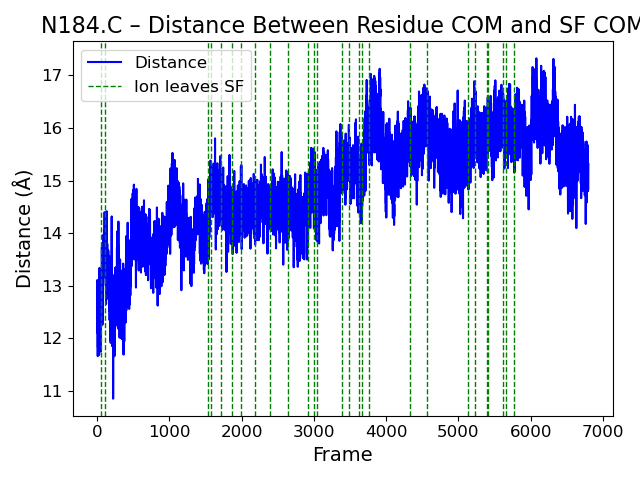 N184.C – Distance Between Residue COM and SF COM
Distance
Ion leaves SF
Distance (Å)
17
16
15
14
13
12
11
0 1000 2000 3000 4000 5000 6000 7000
Frame